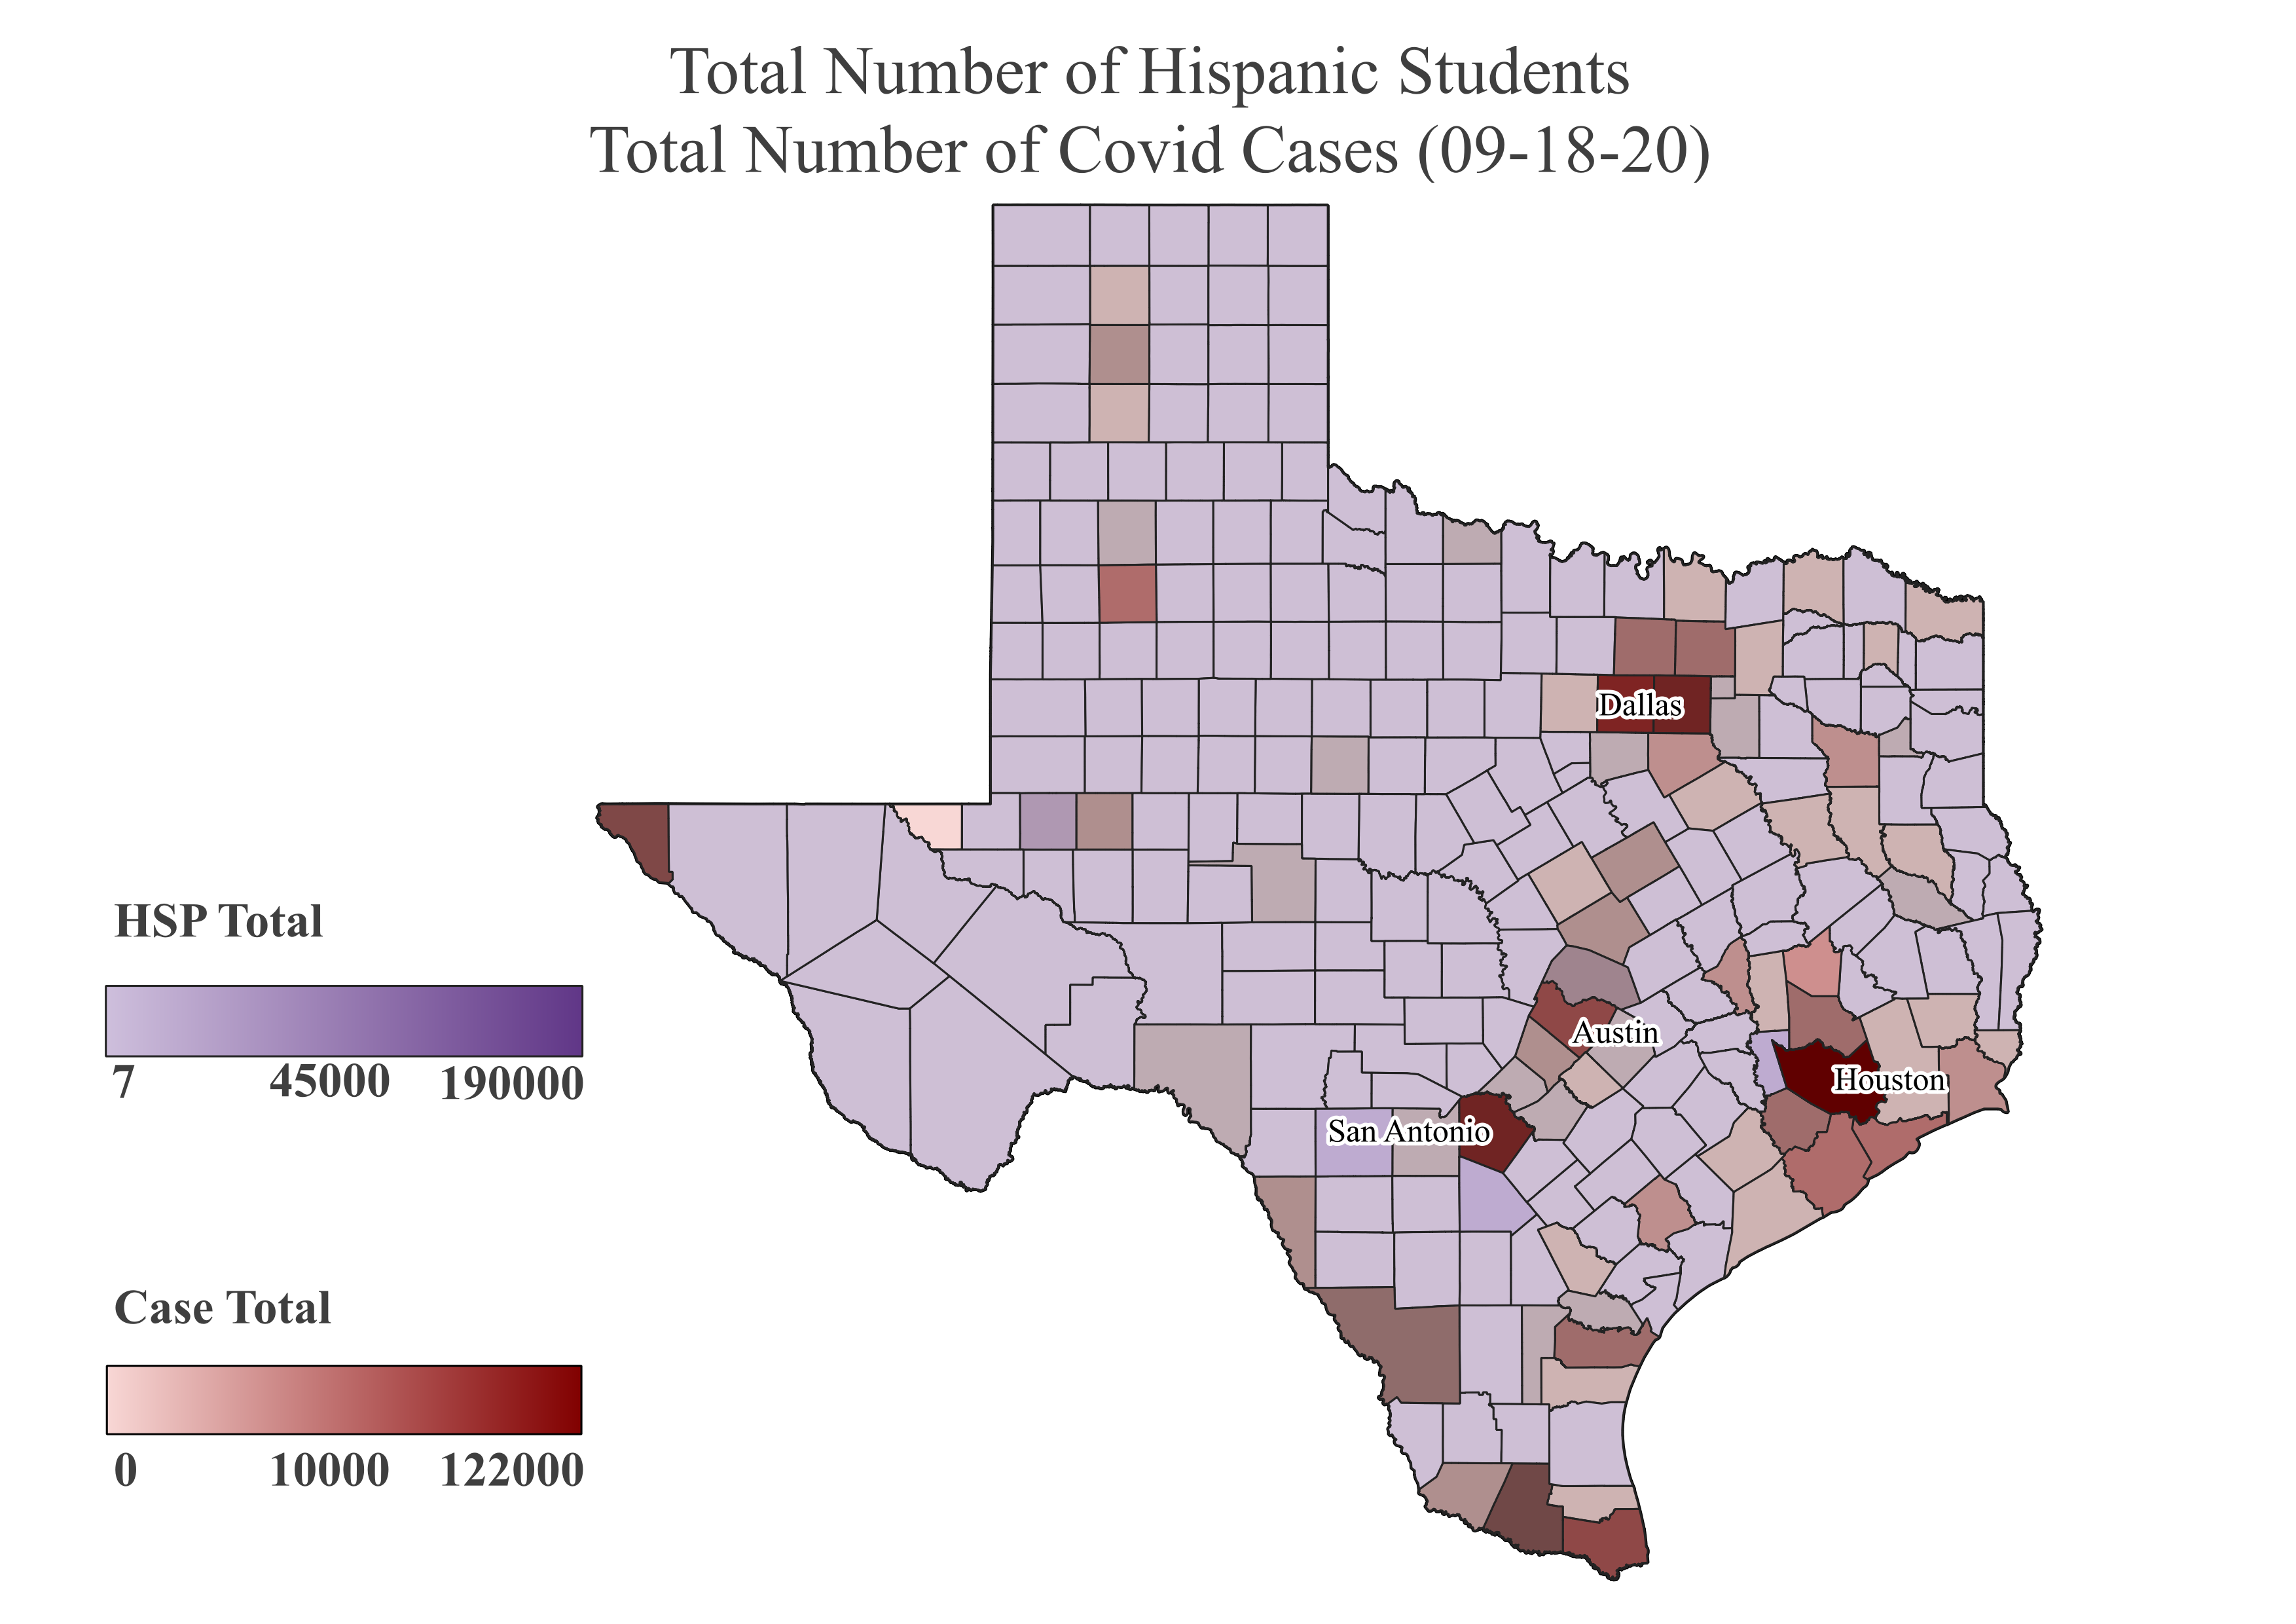 Total Number of Hispanic Students
Total Number of Covid Cases (09-18-20)
Dallas
HSP Total
7 45000 190000
Austin
Houston
San Antonio
Case Total
0 10000 122000